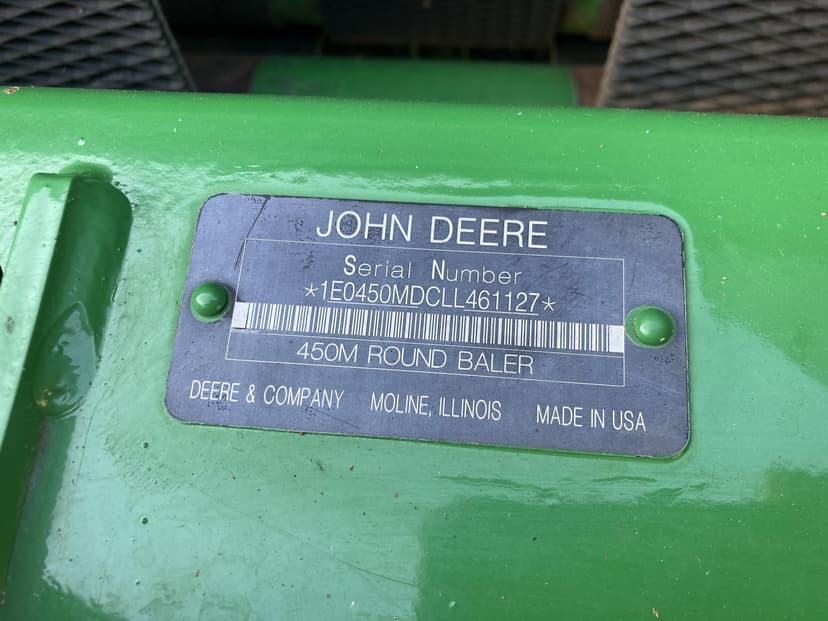 JOHN DEERE
Serial Number
*1E0450MDCLL461127*
450M ROUND BALER
DEERE & COMPANY MOLINE, ILLINOIS MADE IN USA